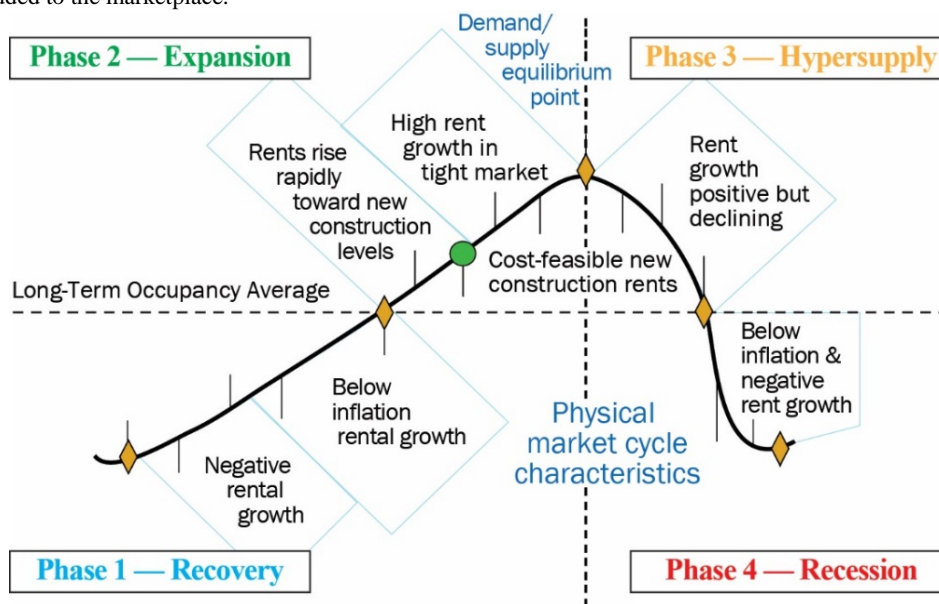 Phase 2 — Expansion
Demand/
supply
equilibrium
point
Phase 3 — Hypersupply
High rent
growth in
tight market
Rents rise
rapidly
toward new
construction
levels
Rent
growth
positive but
declining
Cost-feasible new
construction rents
Long-Term Occupancy Average
Below
inflation
rental growth
Below
inflation &
negative
rent growth
Physical
market cycle
characteristics
Negative
rental
growth
Phase 1 — Recovery
Phase 4 — Recession